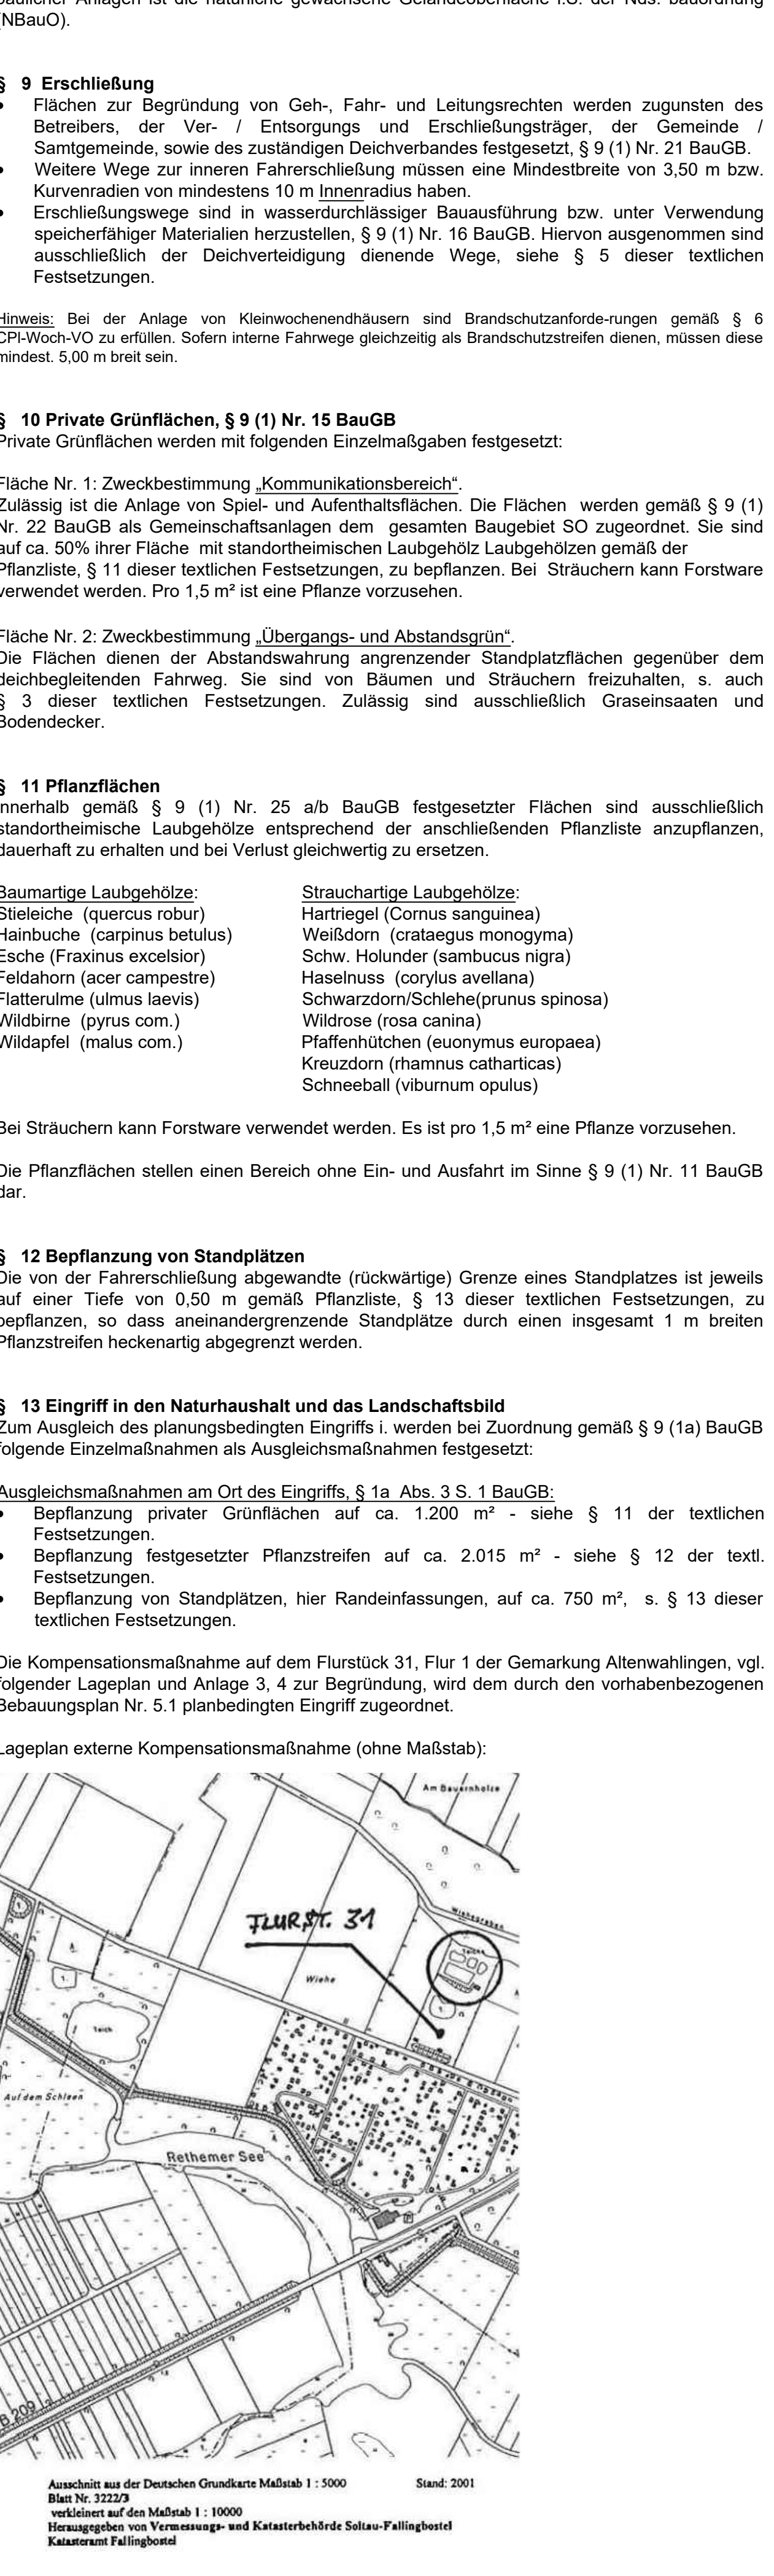 baulicher Anlagen ist die natürliche gewachsene Geländeoberfläche i.S. der Nds. bauordnung
(NBauO).
§ 9 Erschließung
• Flächen zur Begründung von Geh-, Fahr- und Leitungsrechten werden zugunsten des
Betreibers, der Ver- / Entsorgungs und Erschließungsträger, der Gemeinde /
Samtgemeinde, sowie des zuständigen Deichverbandes festgesetzt, § 9 (1) Nr. 21 BauGB.
• Weitere Wege zur inneren Fahrerschließung müssen eine Mindestbreite von 3,50 m bzw.
Kurvenradien von mindestens 10 m Innenradius haben.
• Erschließungswege sind in wasserdurchlässiger Bauausführung bzw. unter Verwendung
speicherfähiger Materialien herzustellen, § 9 (1) Nr. 16 BauGB. Hiervon ausgenommen sind
ausschließlich der Deichverteidigung dienende Wege, siehe § 5 dieser textlichen
Festsetzungen.
Hinweis: Bei der Anlage von Kleinwochenendhäusern sind Brandschutzanforde-rungen gemäß § 6
CPl-Woch-VO zu erfüllen. Sofern interne Fahrwege gleichzeitig als Brandschutzstreifen dienen, müssen diese
mindest. 5,00 m breit sein.
§ 10 Private Grünflächen, § 9 (1) Nr. 15 BauGB
Private Grünflächen werden mit folgenden Einzelmaßgaben festgesetzt:
Fläche Nr. 1: Zweckbestimmung „Kommunikationsbereich“.
Zulässig ist die Anlage von Spiel- und Aufenthaltsflächen. Die Flächen werden gemäß § 9 (1)
Nr. 22 BauGB als Gemeinschaftsanlagen dem gesamten Baugebiet SO zugeordnet. Sie sind
auf ca. 50% ihrer Fläche mit standortheimischen Laubgehölz Laubgehölzen gemäß der
Pflanzliste, § 11 dieser textlichen Festsetzungen, zu bepflanzen. Bei Sträuchern kann Forstware
verwendet werden. Pro 1,5 m² ist eine Pflanze vorzusehen.
Fläche Nr. 2: Zweckbestimmung „Übergangs- und Abstandsgrün“.
Die Flächen dienen der Abstandswahrung angrenzender Standplatzflächen gegenüber dem
deichbegleitenden Fahrweg. Sie sind von Bäumen und Sträuchern freizuhalten, s. auch
§ 3 dieser textlichen Festsetzungen. Zulässig sind ausschließlich Graseinsaaten und
Bodendecker.
§ 11 Pflanzflächen
Innerhalb gemäß § 9 (1) Nr. 25 a/b BauGB festgesetzter Flächen sind ausschließlich
standortheimische Laubgehölze entsprechend der anschließenden Pflanzliste anzupflanzen,
dauerhaft zu erhalten und bei Verlust gleichwertig zu ersetzen.
Baumartige Laubgehölze:
Stieleiche (quercus robur)
Hainbuche (carpinus betulus)
Esche (Fraxinus excelsior)
Feldahorn (acer campestre)
Flatterulme (ulmus laevis)
Wildbirne (pyrus com.)
Wildapfel (malus com.)
Strauchartige Laubgehölze:
Hartriegel (Cornus sanguinea)
Weißdorn (crataegus monogyma)
Schw. Holunder (sambucus nigra)
Haselnuss (corylus avellana)
Schwarzdorn/Schlehe(prunus spinosa)
Wildrose (rosa canina)
Pfaffenhütchen (euonymus europaea)
Kreuzdorn (rhamnus catharticas)
Schneeball (viburnum opulus)
Bei Sträuchern kann Forstware verwendet werden. Es ist pro 1,5 m² eine Pflanze vorzusehen.
Die Pflanzflächen stellen einen Bereich ohne Ein- und Ausfahrt im Sinne § 9 (1) Nr. 11 BauGB
dar.
§ 12 Bepflanzung von Standplätzen
Die von der Fahrerschließung abgewandte (rückwärtige) Grenze eines Standplatzes ist jeweils
auf einer Tiefe von 0,50 m gemäß Pflanzliste, § 13 dieser textlichen Festsetzungen, zu
bepflanzen, so dass aneinandergrenzende Standplätze durch einen insgesamt 1 m breiten
Pflanzstreifen heckenartig abgegrenzt werden.
§ 13 Eingriff in den Naturhaushalt und das Landschaftsbild
Zum Ausgleich des planungsbedingten Eingriffs i. werden bei Zuordnung gemäß § 9 (1a) BauGB
folgende Einzelmaßnahmen als Ausgleichsmaßnahmen festgesetzt:
Ausgleichsmaßnahmen am Ort des Eingriffs, § 1a Abs. 3 S. 1 BauGB:
• Bepflanzung privater Grünflächen auf ca. 1.200 m² - siehe § 11 der textlichen
Festsetzungen.
• Bepflanzung festgesetzter Pflanzstreifen auf ca. 2.015 m² - siehe § 12 der textl.
Festsetzungen.
• Bepflanzung von Standplätzen, hier Randeinfassungen, auf ca. 750 m², s. § 13 dieser
textlichen Festsetzungen.
Die Kompensationsmaßnahme auf dem Flurstück 31, Flur 1 der Gemarkung Altenwahlingen, vgl.
folgender Lageplan und Anlage 3, 4 zur Begründung, wird dem durch den vorhabenbezogenen
Bebauungsplan Nr. 5.1 planbedingten Eingriff zugeordnet.
Lageplan externe Kompensationsmaßnahme (ohne Maßstab):
Am Bauernholze
FLURST. 31
Wiehegraben
Teiche
Wiehe
Teich
Auf dem Schleen
Rethemer See
B 209
Ausschnitt aus der Deutschen Grundkarte Maßstab 1 : 5000 Stand: 2001
Blatt Nr. 3222/3
verkleinert auf den Maßstab 1 : 10000
Herausgegeben von Vermessungs- und Katasterbehörde Soltau-Fallingbostel
Katasteramt Fallingbostel